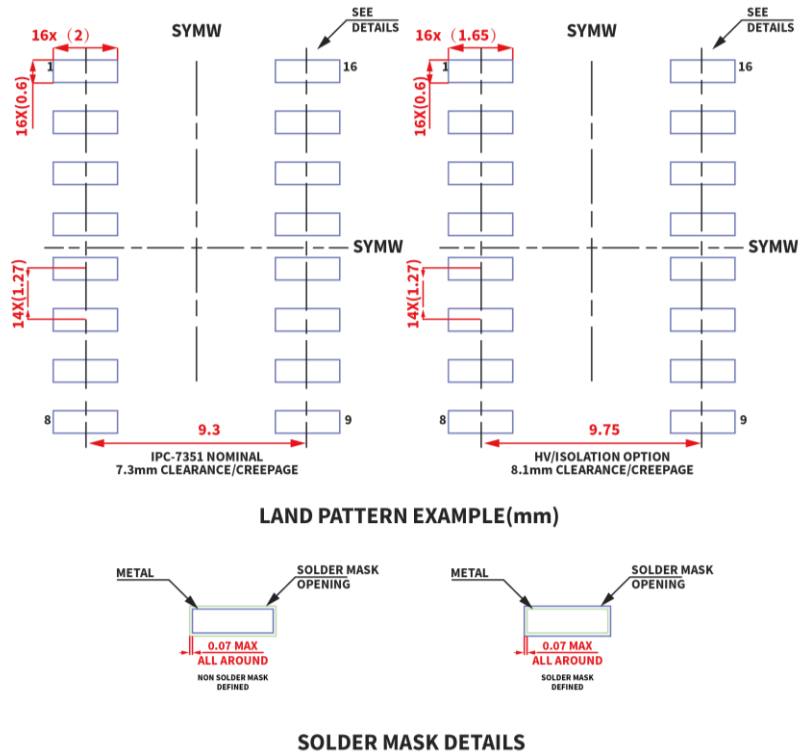 16x（2）
SYMW
SEE
DETAILS
1
16
16X(0.6)
SYMW
14X(1.27)
8
9
9.3
IPC-7351 NOMINAL
7.3mm CLEARANCE/CREEPAGE
16x（1.65）
SYMW
SEE
DETAILS
1
16
16X(0.6)
SYMW
14X(1.27)
8
9
9.75
HV/ISOLATION OPTION
8.1mm CLEARANCE/CREEPAGE
LAND PATTERN EXAMPLE(mm)
METAL
SOLDER MASK
OPENING
0.07 MAX
ALL AROUND
NON SOLDER MASK
DEFINED
METAL
SOLDER MASK
OPENING
0.07 MAX
ALL AROUND
SOLDER MASK
DEFINED
SOLDER MASK DETAILS